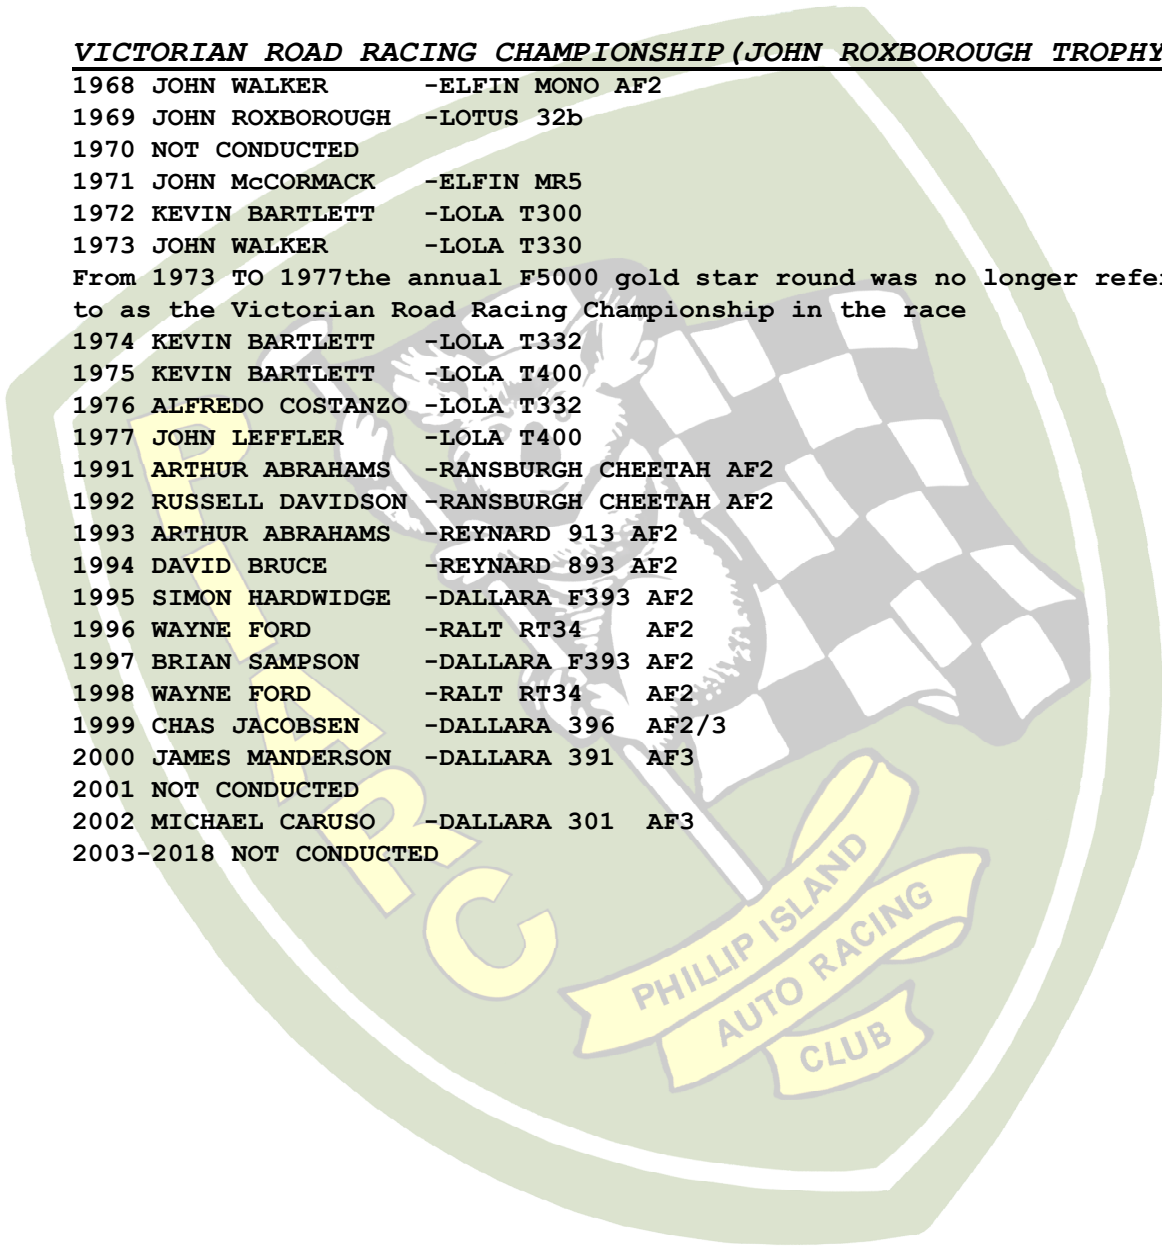 VICTORIAN ROAD RACING CHAMPIONSHIP(JOHN ROXBOROUGH TROPHY
1968 JOHN WALKER -ELFIN MONO AF2
1969 JOHN ROXBOROUGH -LOTUS 32b
1970 NOT CONDUCTED
1971 JOHN McCORMACK -ELFIN MR5
1972 KEVIN BARTLETT -LOLA T300
1973 JOHN WALKER -LOLA T330
From 1973 TO 1977the annual F5000 gold star round was no longer refer
to as the Victorian Road Racing Championship in the race
1974 KEVIN BARTLETT -LOLA T332
1975 KEVIN BARTLETT -LOLA T400
1976 ALFREDO COSTANZO -LOLA T332
1977 JOHN LEFFLER -LOLA T400
1991 ARTHUR ABRAHAMS -RANSBURGH CHEETAH AF2
1992 RUSSELL DAVIDSON -RANSBURGH CHEETAH AF2
1993 ARTHUR ABRAHAMS -REYNARD 913 AF2
1994 DAVID BRUCE -REYNARD 893 AF2
1995 SIMON HARDWIDGE -DALLARA F393 AF2
1996 WAYNE FORD -RALT RT34 AF2
1997 BRIAN SAMPSON -DALLARA F393 AF2
1998 WAYNE FORD -RALT RT34 AF2
1999 CHAS JACOBSEN -DALLARA 396 AF2/3
2000 JAMES MANDERSON -DALLARA 391 AF3
2001 NOT CONDUCTED
2002 MICHAEL CARUSO -DALLARA 301 AF3
2003-2018 NOT CONDUCTED
PIARC
PHILLIP ISLAND
AUTO RACING
CLUB